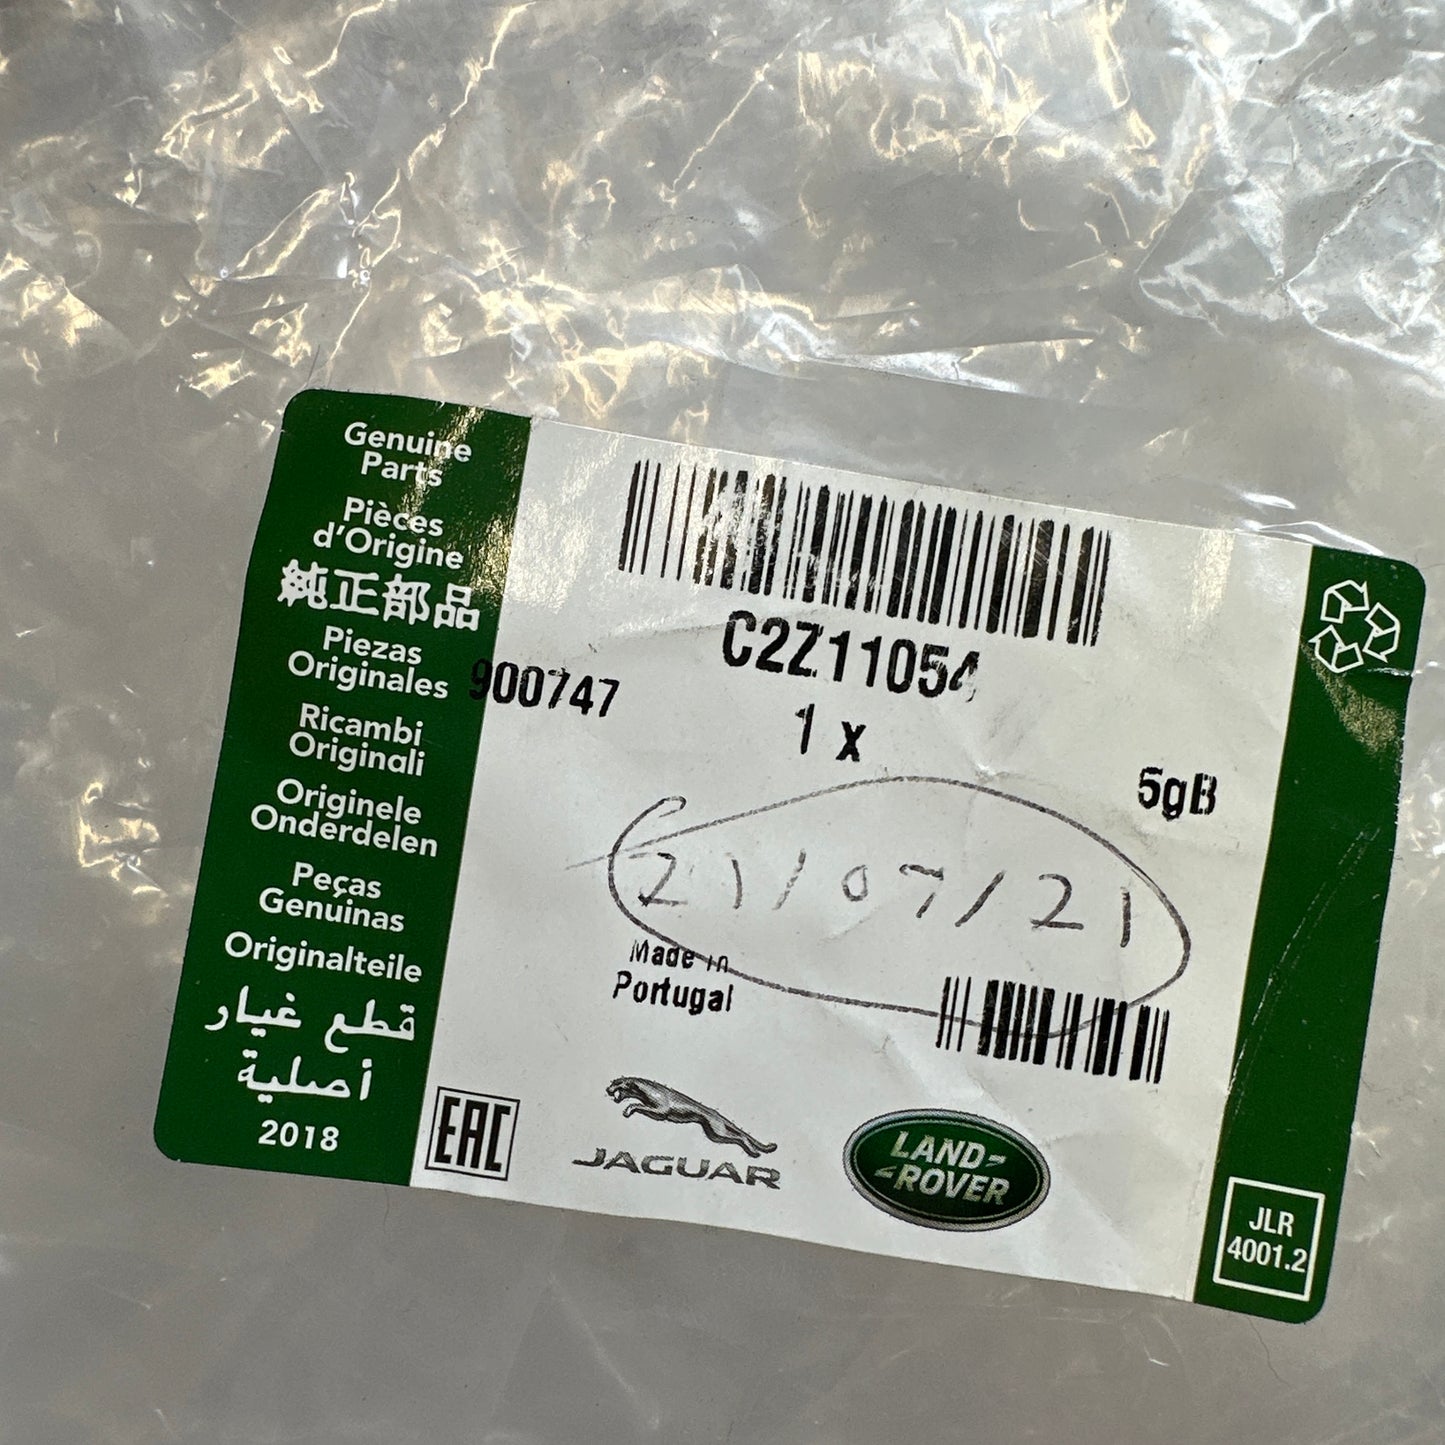 Genuine
Parts
Pièces
d'Origine
純正部品
Piezas
Originales
Ricambi
Originali
Originele
Onderdelen
Peças
Genuinas
Originalteile
قطع غيار
أصلية
2018
C2Z11054
900747
1 x
5gB
21/07/21
Made in
Portugal
EAC
JAGUAR
LAND-
-ROVER
JLR
4001.2